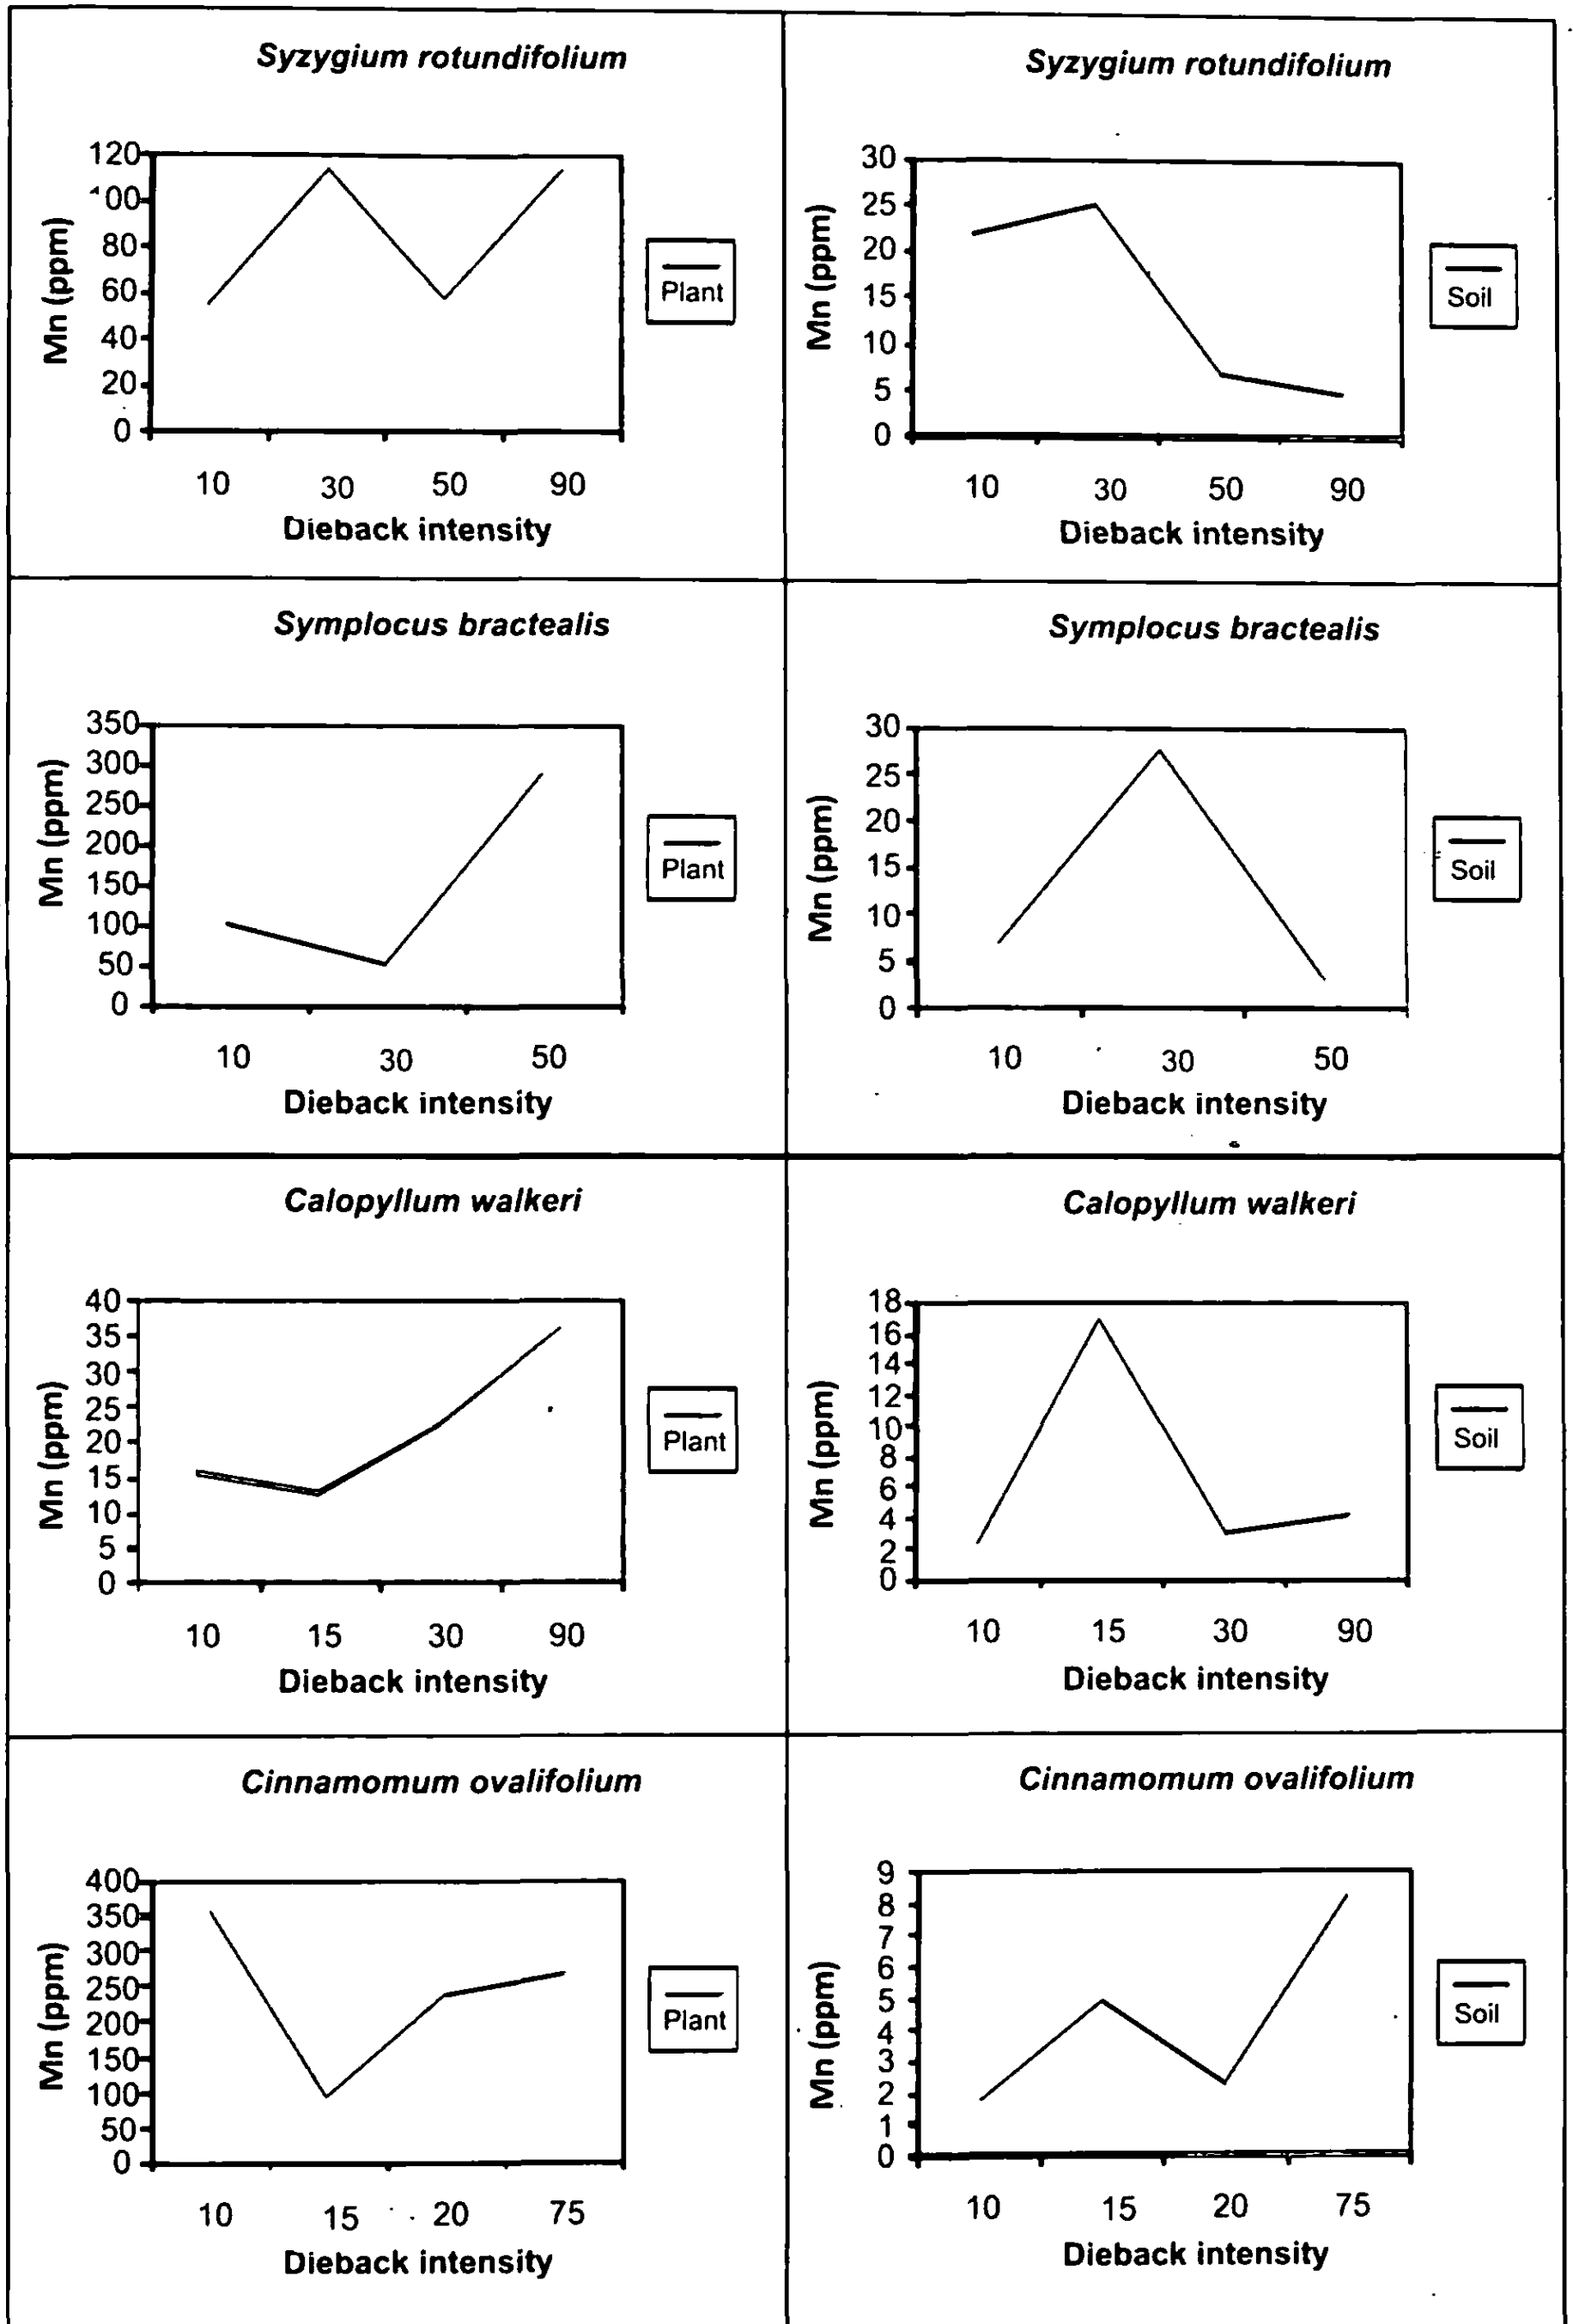 Syzygium rotundifolium
Mn (ppm)
120
100
80
60
40
20
0
10 30 50 90
Dieback intensity
Plant
Syzygium rotundifolium
Mn (ppm)
30
25
20
15
10
5
0
10 30 50 90
Dieback intensity
Soil
Symplocus bractealis
Mn (ppm)
350
300
250
200
150
100
50
0
10 30 50
Dieback intensity
Plant
Symplocus bractealis
Mn (ppm)
30
25
20
15
10
5
0
10 30 50
Dieback intensity
Soil
Calopyllum walkeri
Mn (ppm)
40
35
30
25
20
15
10
5
0
10 15 30 90
Dieback intensity
Plant
Calopyllum walkeri
Mn (ppm)
18
16
14
12
10
8
6
4
2
0
10 15 30 90
Dieback intensity
Soil
Cinnamomum ovalifolium
Mn (ppm)
400
350
300
250
200
150
100
50
0
10 15 20 75
Dieback intensity
Plant
Cinnamomum ovalifolium
Mn (ppm)
9
8
7
6
5
4
3
2
1
0
10 15 20 75
Dieback intensity
Soil